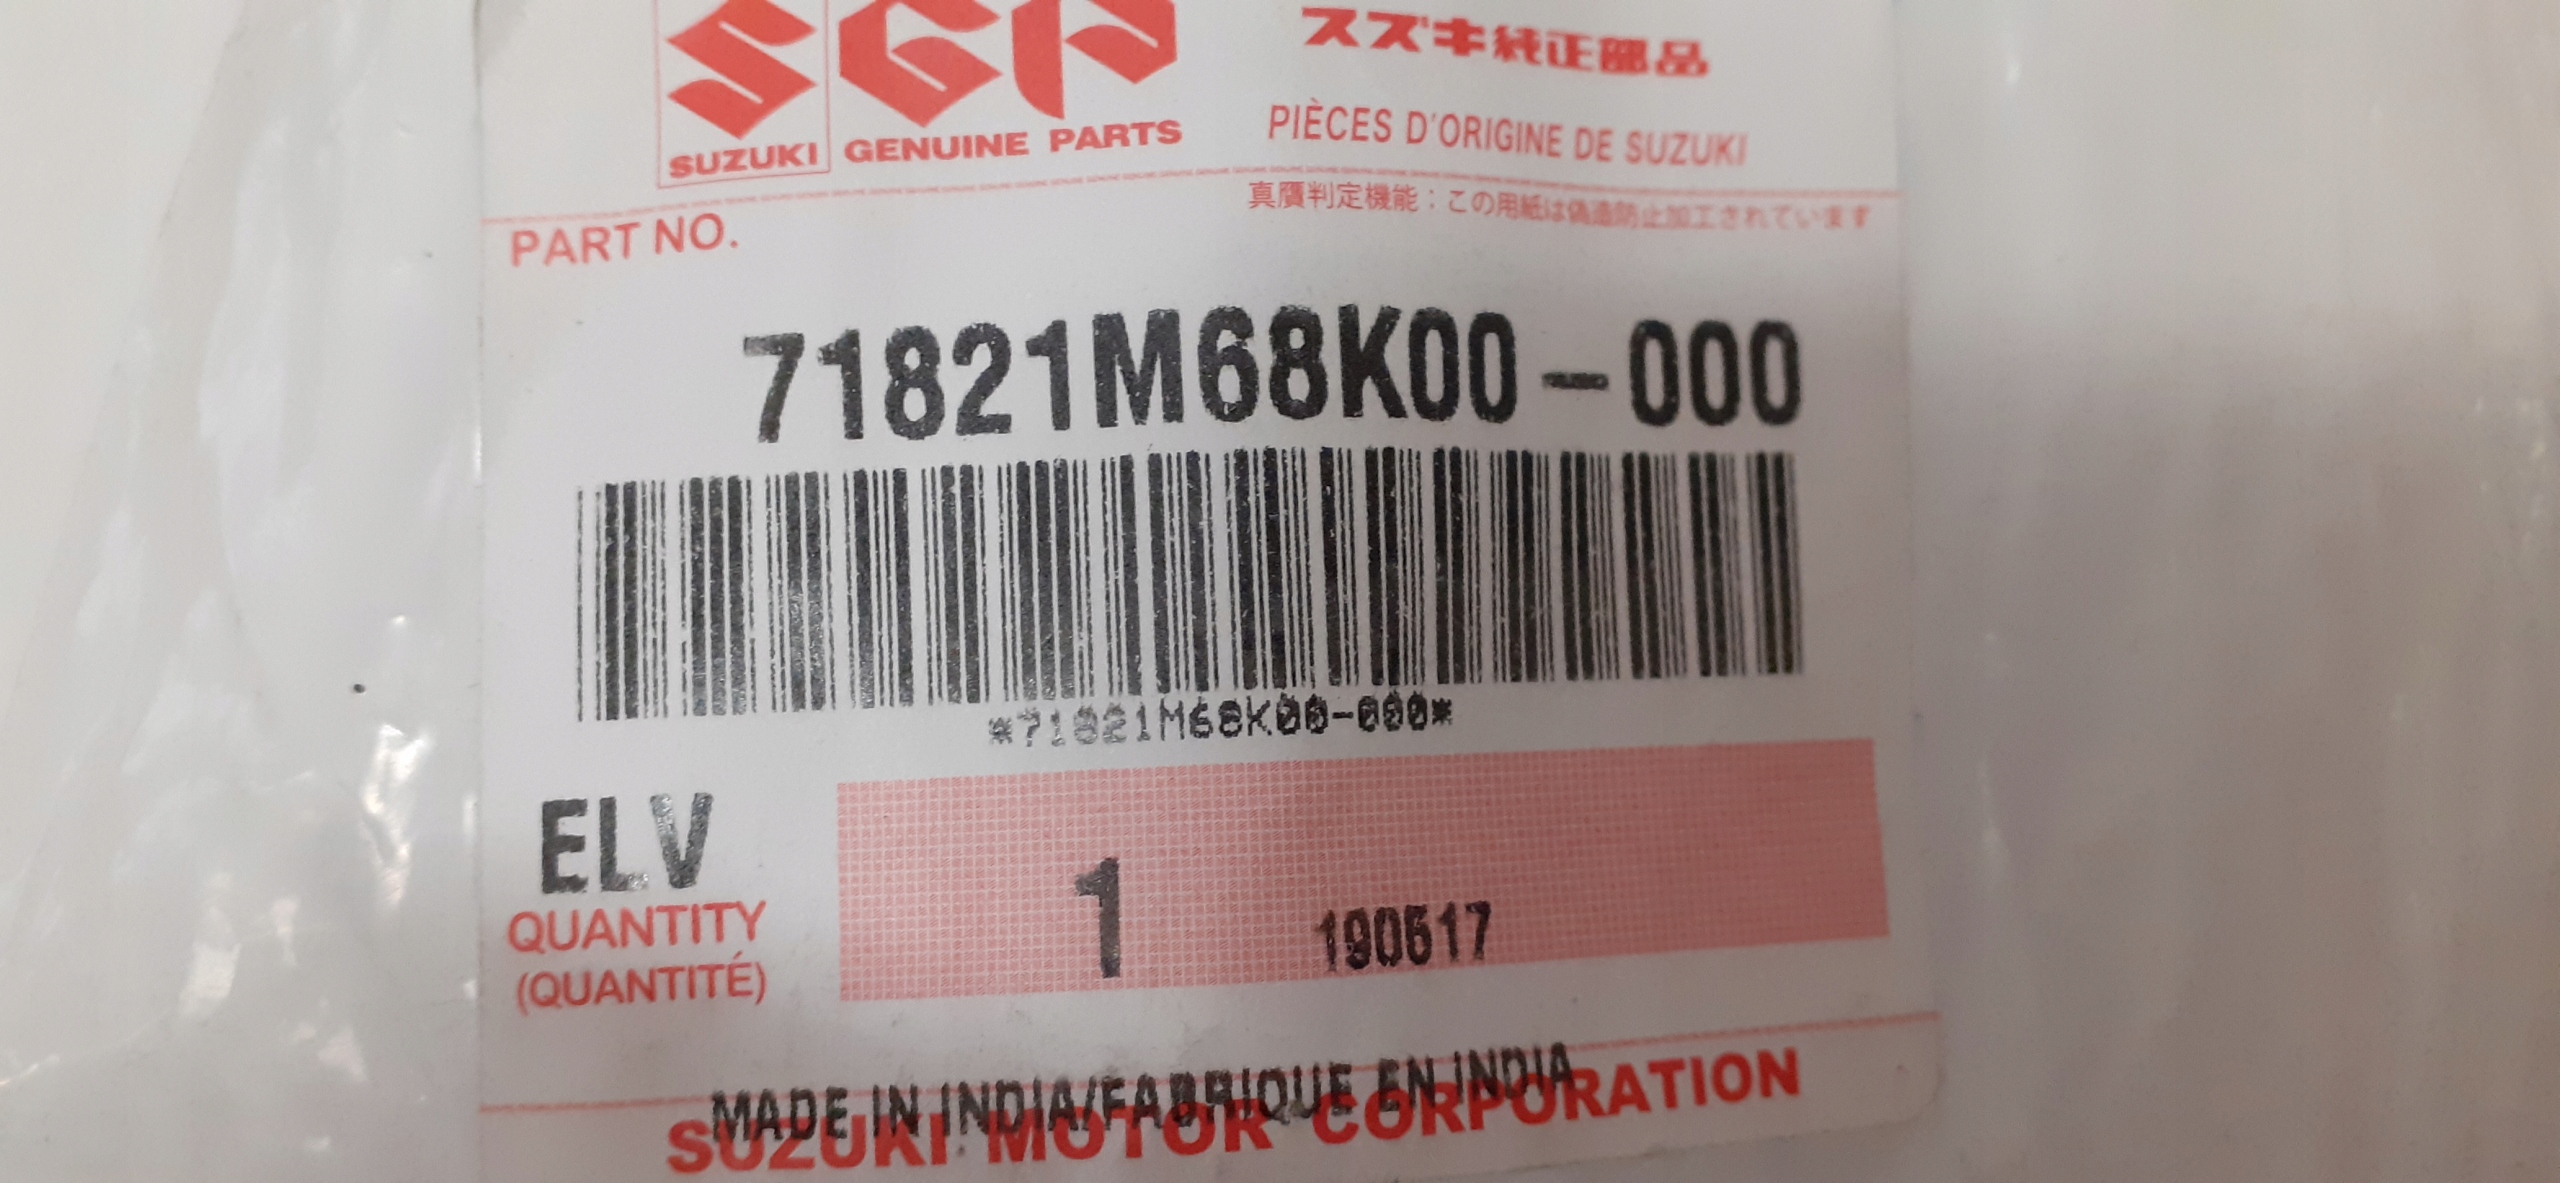 SGP
スズキ純正部品
SUZUKI GENUINE PARTS
PIÈCES D'ORIGINE DE SUZUKI
真贋判定機能：この用紙は偽造防止加工されています
PART NO.
71821M68K00-000
*71821M68K00-000*
ELV
QUANTITY
(QUANTITÉ)
1
190517
MADE IN INDIA/FABRIQUE EN INDIA
SUZUKI MOTOR CORPORATION